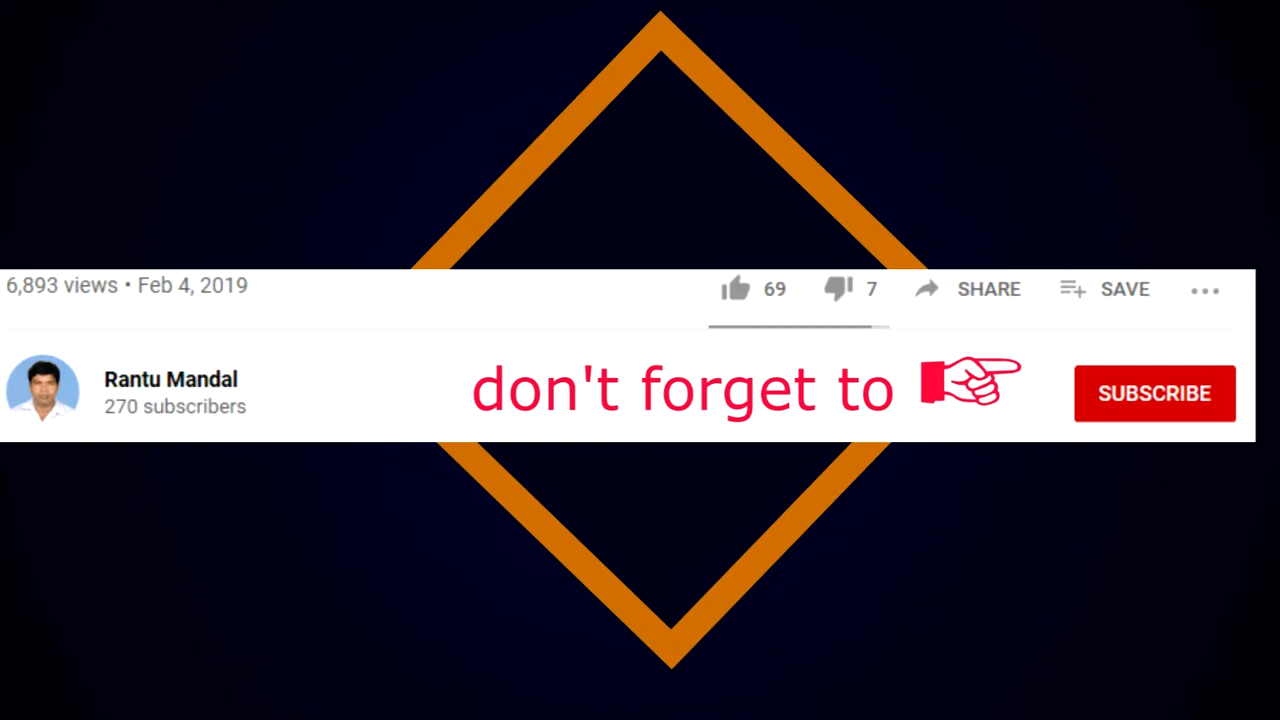 6,893 views • Feb 4, 2019
69 7 SHARE SAVE
Rantu Mandal
270 subscribers
don't forget to
SUBSCRIBE